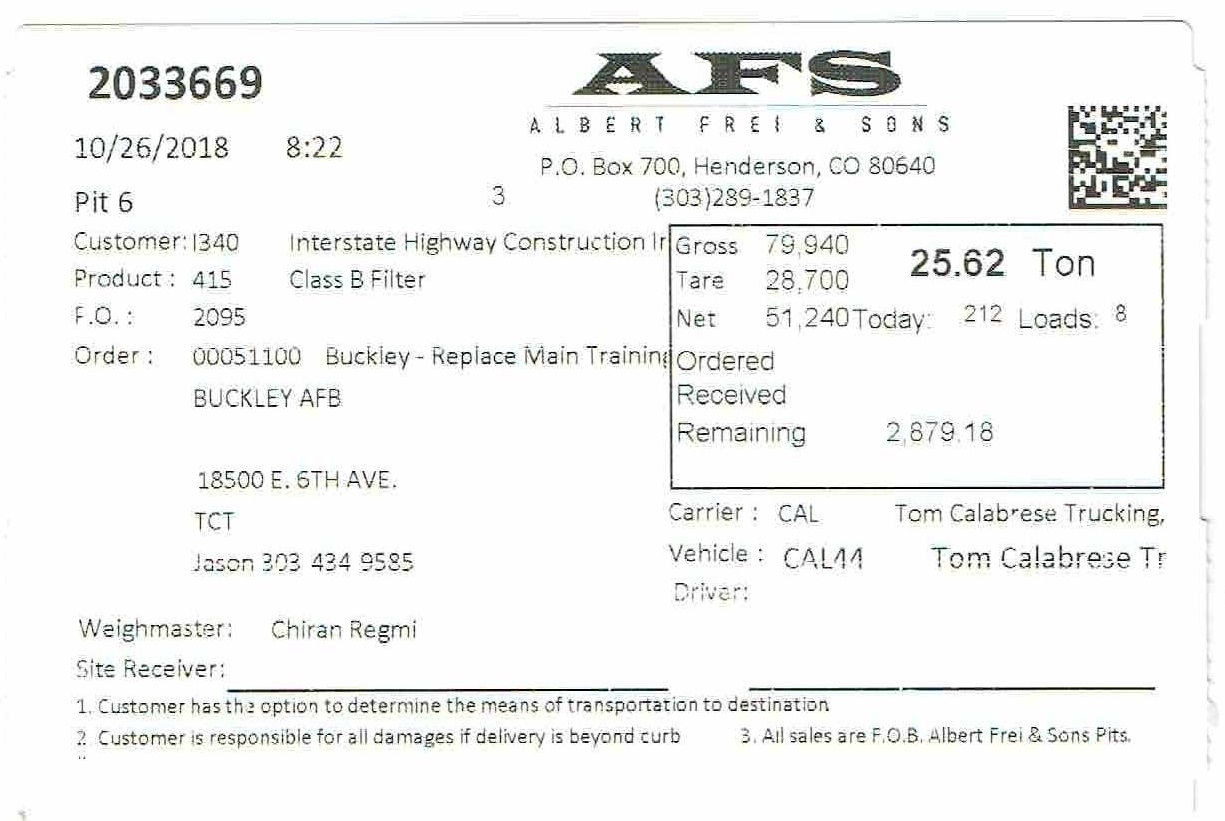 2033669
AFS
ALBERT FREI & SONS
10/26/2018 8:22
P.O. Box 700, Henderson, CO 80640
Pit 6 3 (303)289-1837
Customer: I340 Interstate Highway Construction Ir
Product : 415 Class B Filter
P.O. : 2095
Order : 00051100 Buckley - Replace Main Training
BUCKLEY AFB
18500 E. 6TH AVE.
TCT
Jason 303 434 9585
Gross 79,940 25.62 Ton
Tare 28,700
Net 51,240 Today: 212 Loads: 8
Ordered
Received
Remaining 2,879.18
Carrier : CAL Tom Calabrese Trucking,
Vehicle : CAL44 Tom Calabrese Tr
Driver:
Weighmaster: Chiran Regmi
Site Receiver:
1. Customer has the option to determine the means of transportation to destination
2. Customer is responsible for all damages if delivery is beyond curb 3. All sales are F.O.B. Albert Frei & Sons Pits.